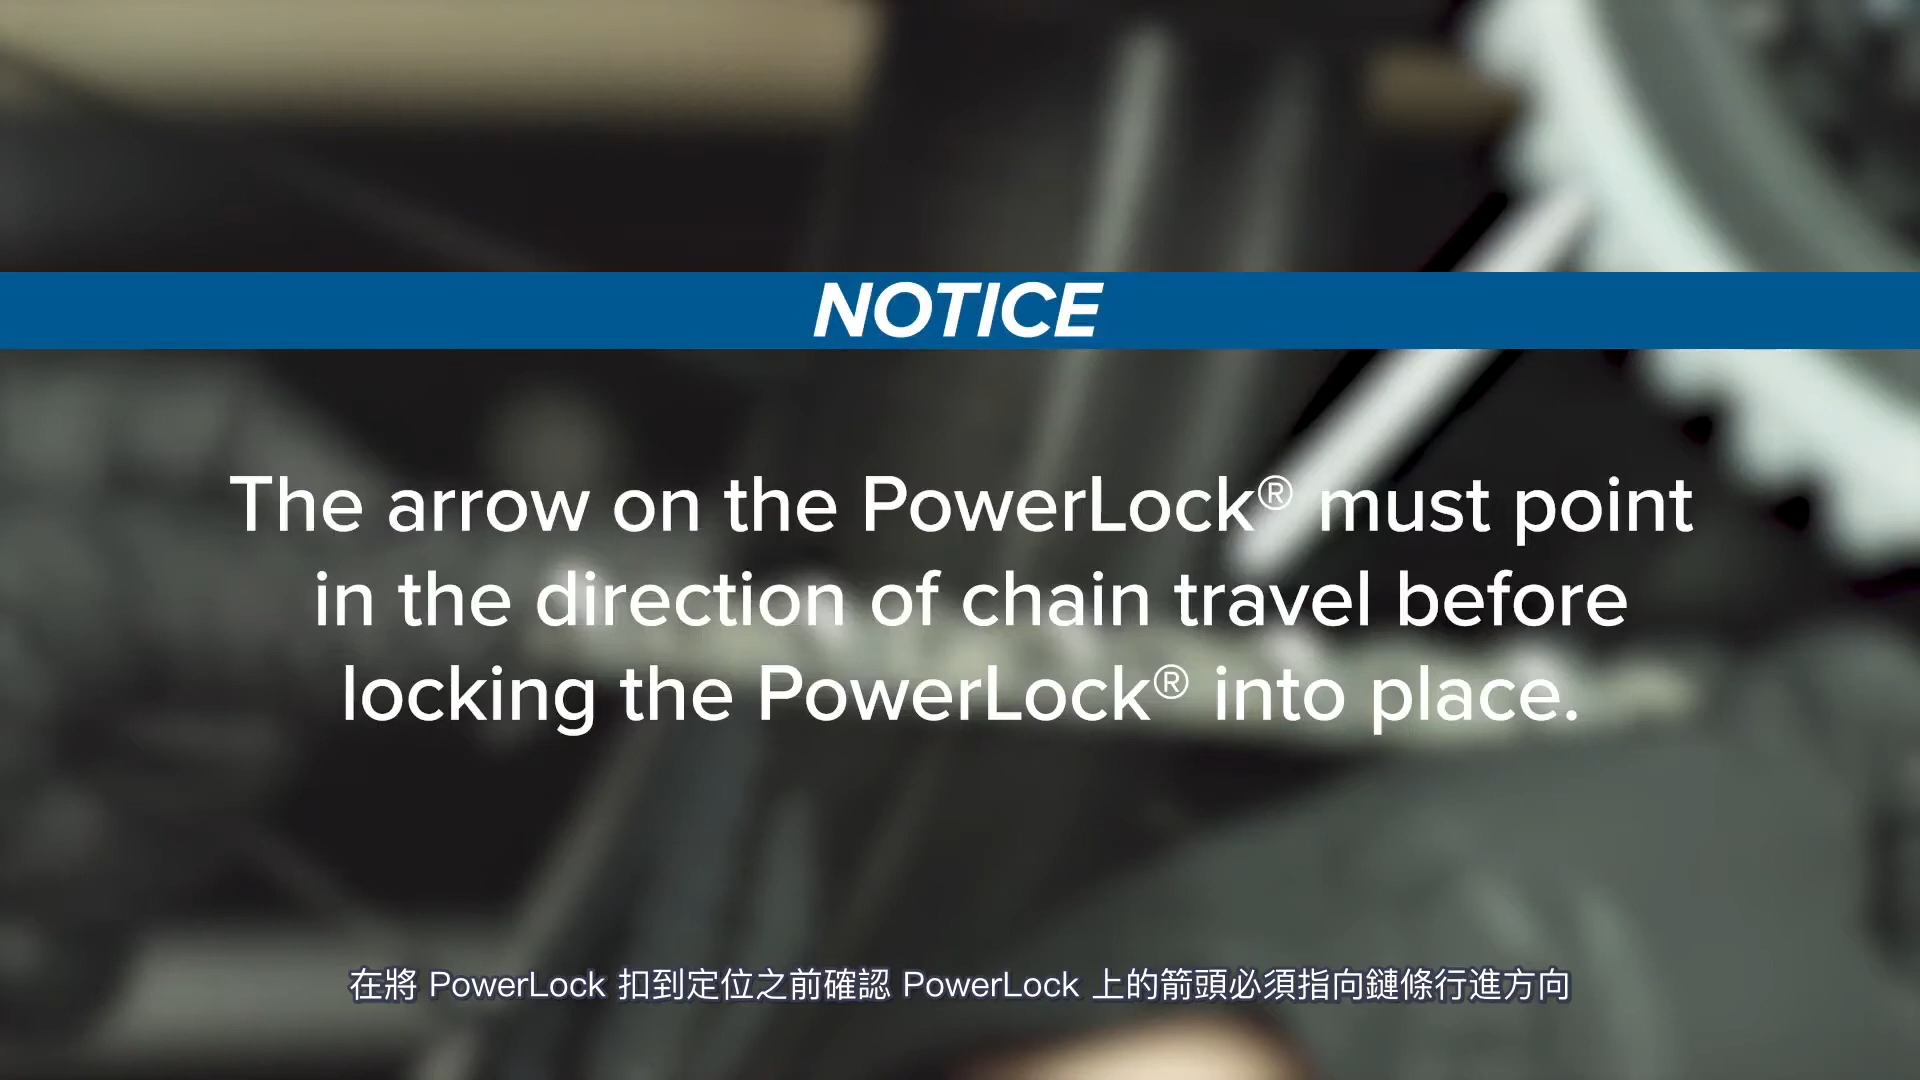 NOTICE
The arrow on the PowerLock® must point
in the direction of chain travel before
locking the PowerLock® into place.
在將 PowerLock 扣到定位之前確認 PowerLock 上的箭頭必須指向鏈條行進方向